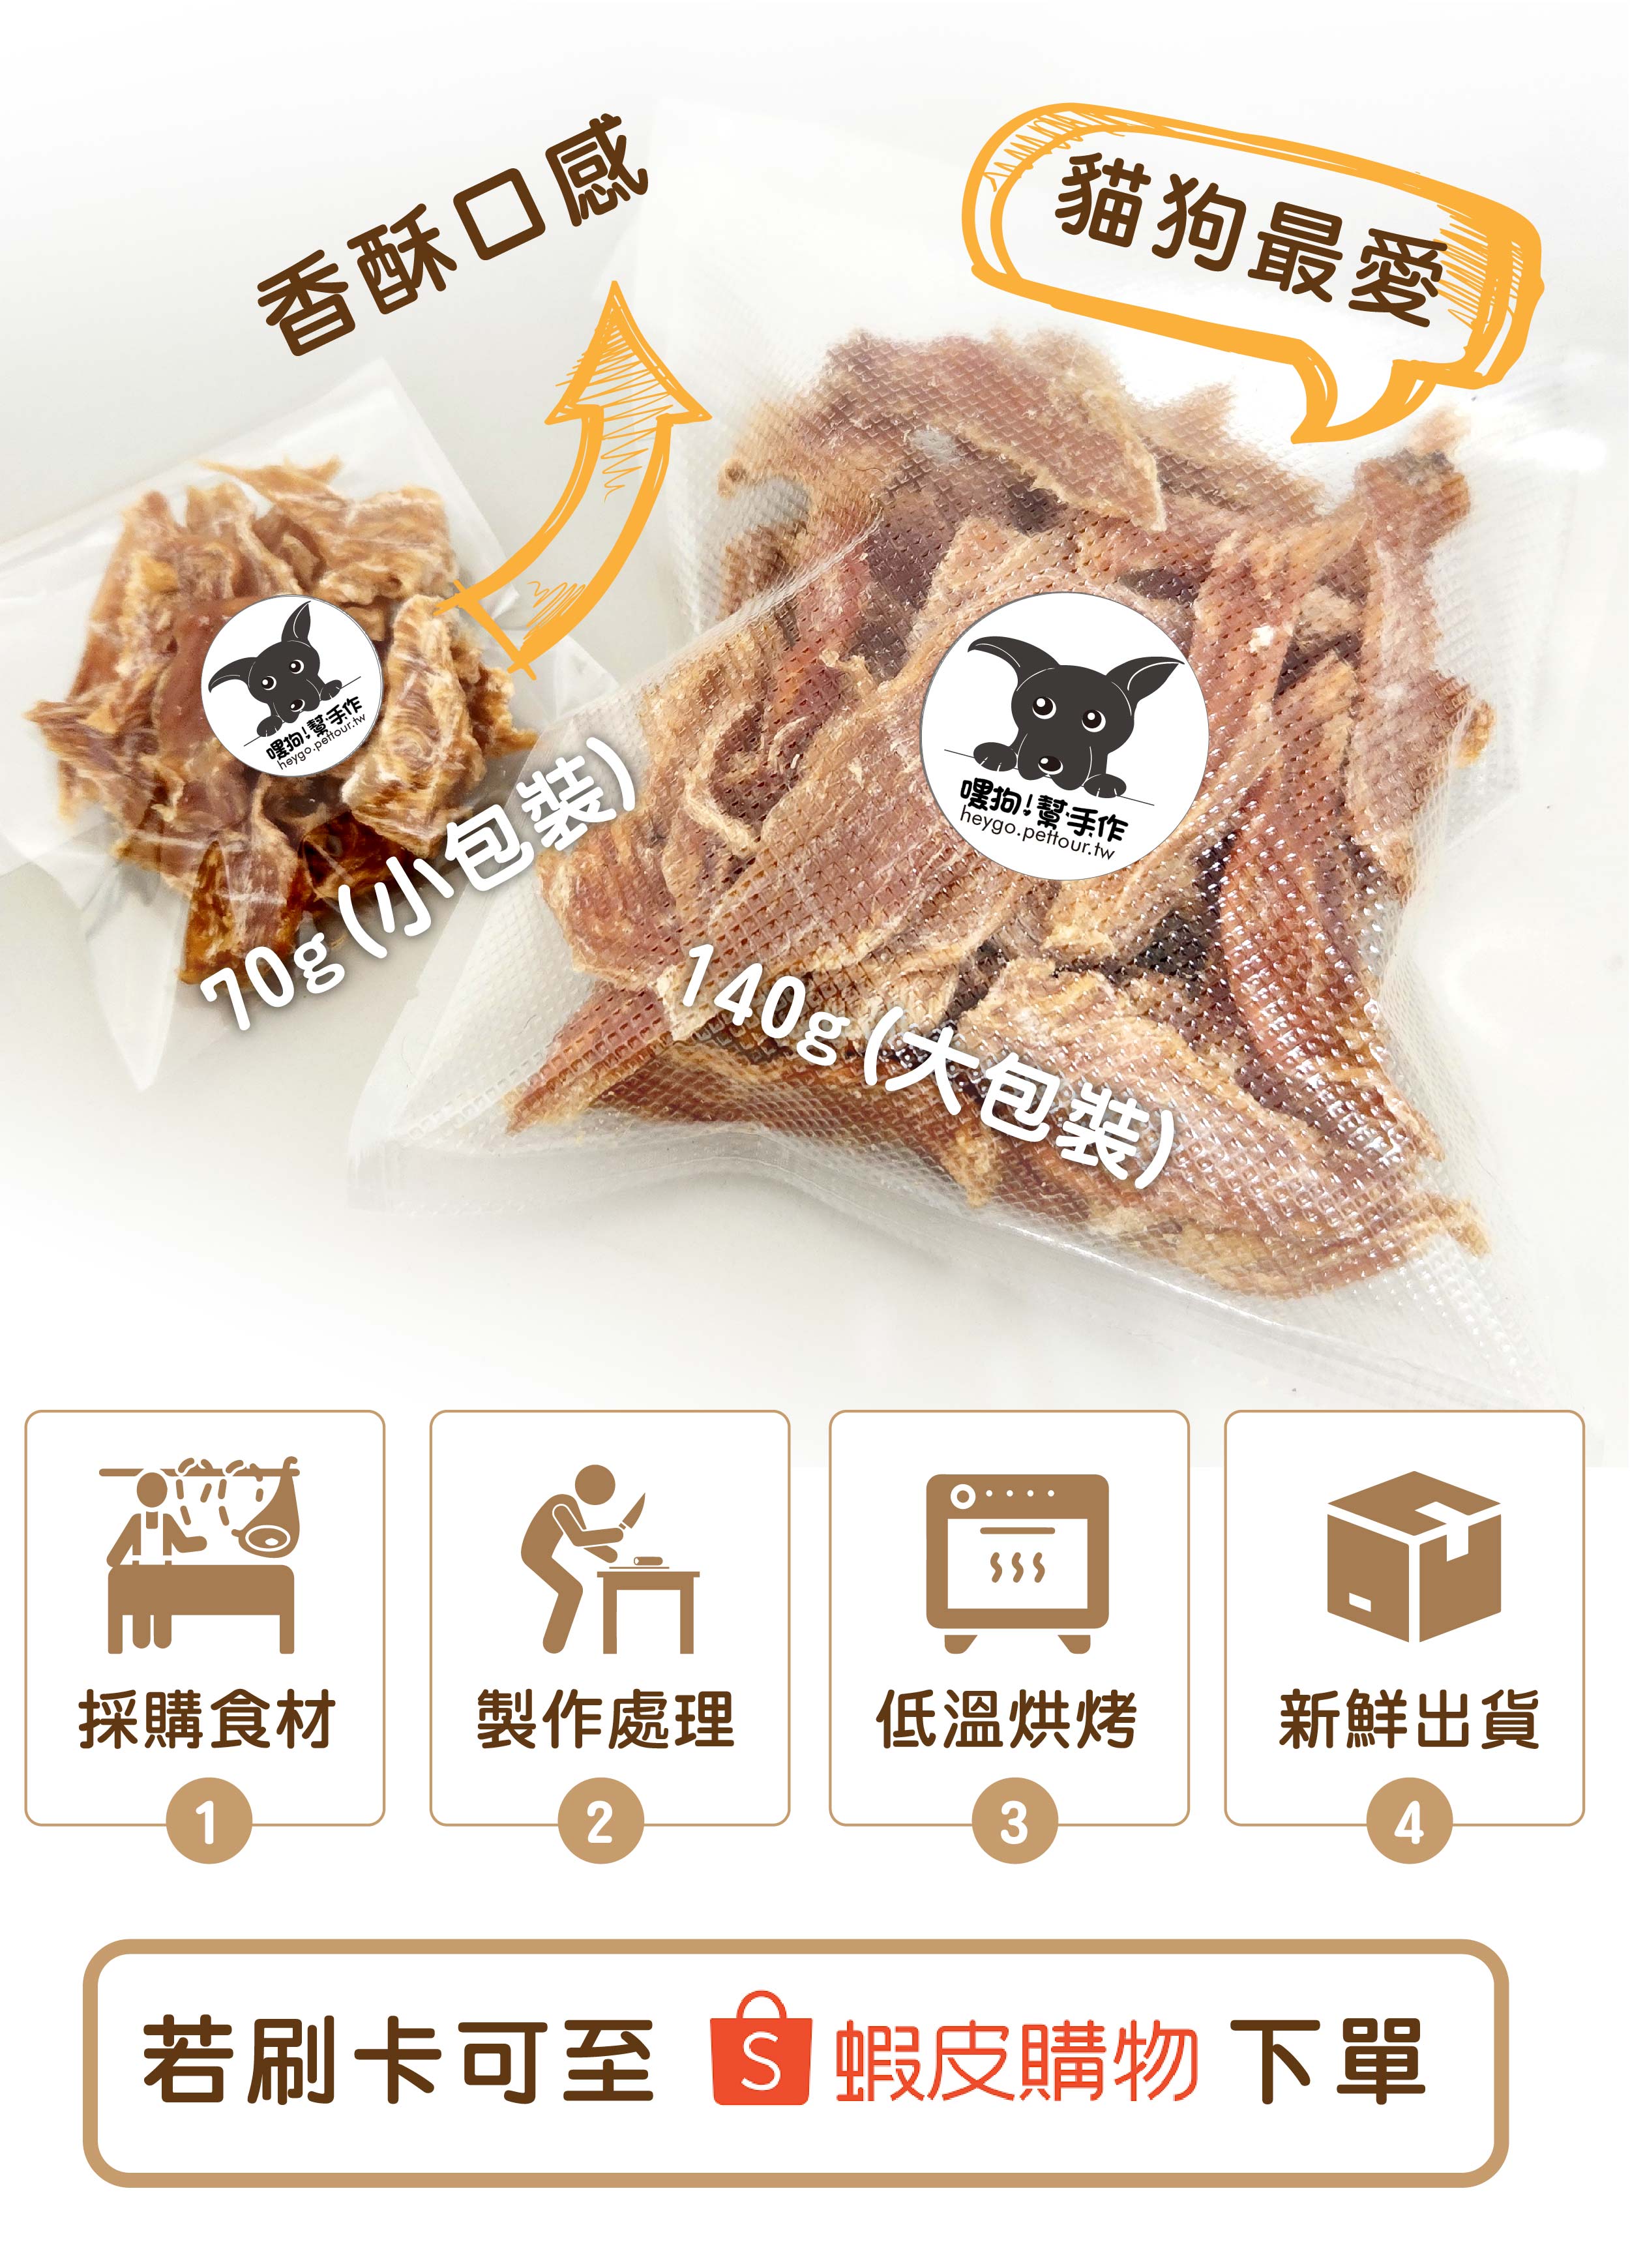 香酥口感
貓狗最愛
嘿狗!幫手作
heygo.pettour.tw
嘿狗!幫手作
heygo.pettour.tw
70g (小包裝)
140g (大包裝)
採購食材
1
製作處理
2
低溫烘烤
3
新鮮出貨
4
若刷卡可至 S 蝦皮購物 下單